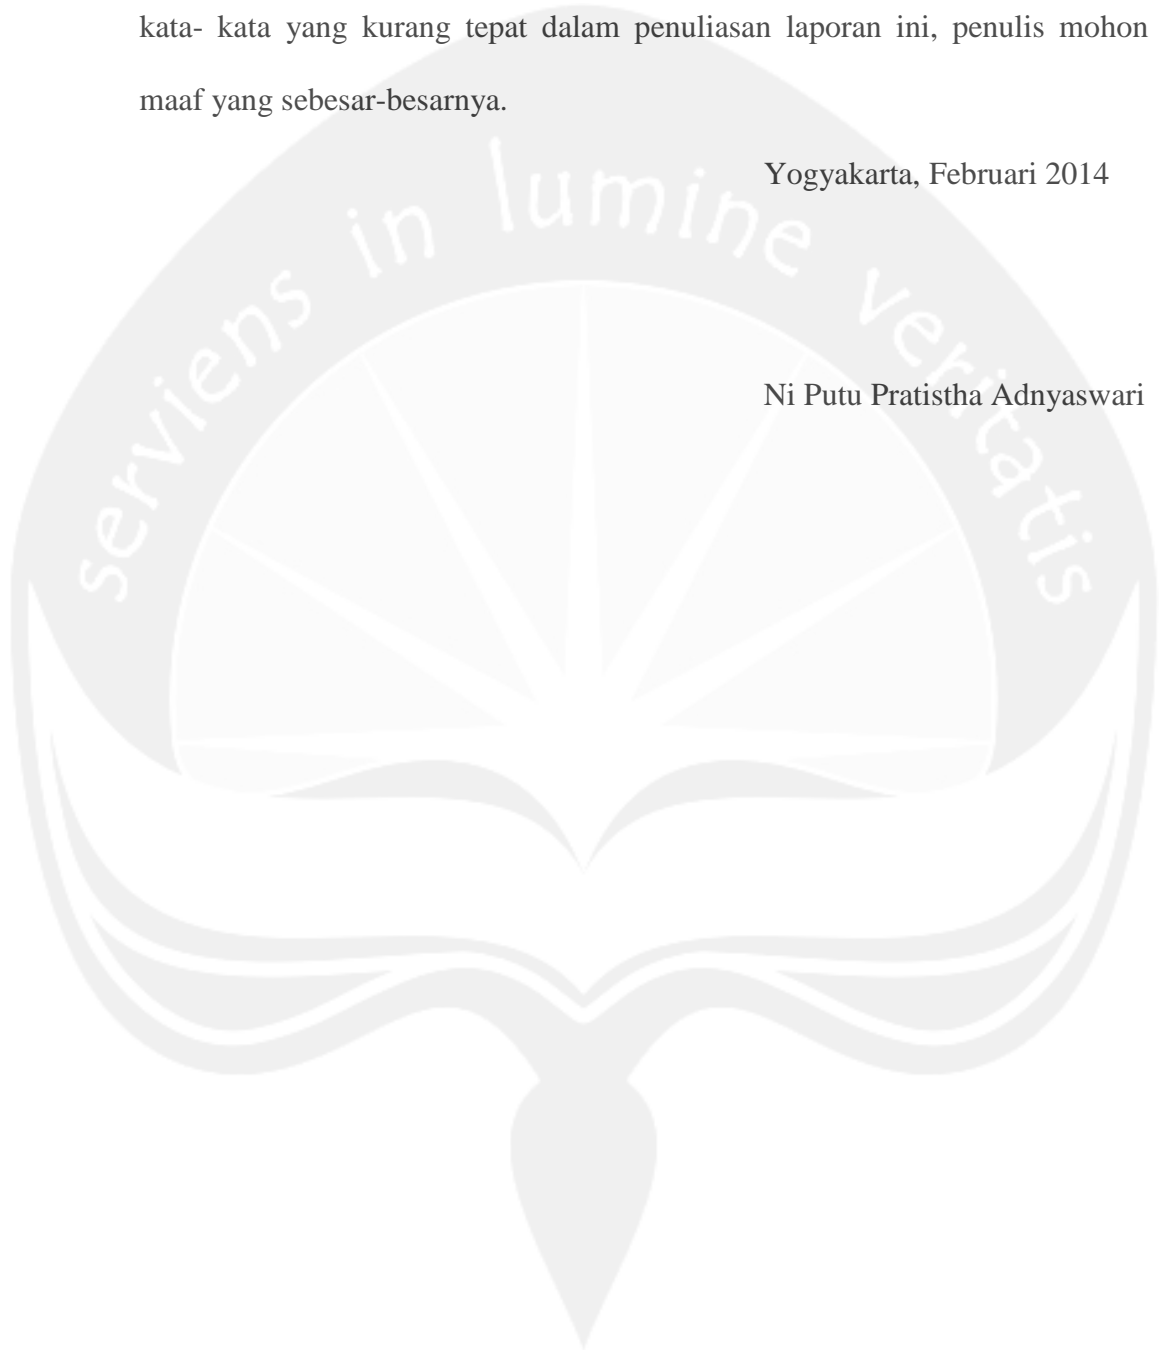 kata- kata yang kurang tepat dalam penuliasan laporan ini, penulis mohon
maaf yang sebesar-besarnya.
Yogyakarta, Februari 2014
serviens in lumine veritatis
Ni Putu Pratistha Adnyaswari